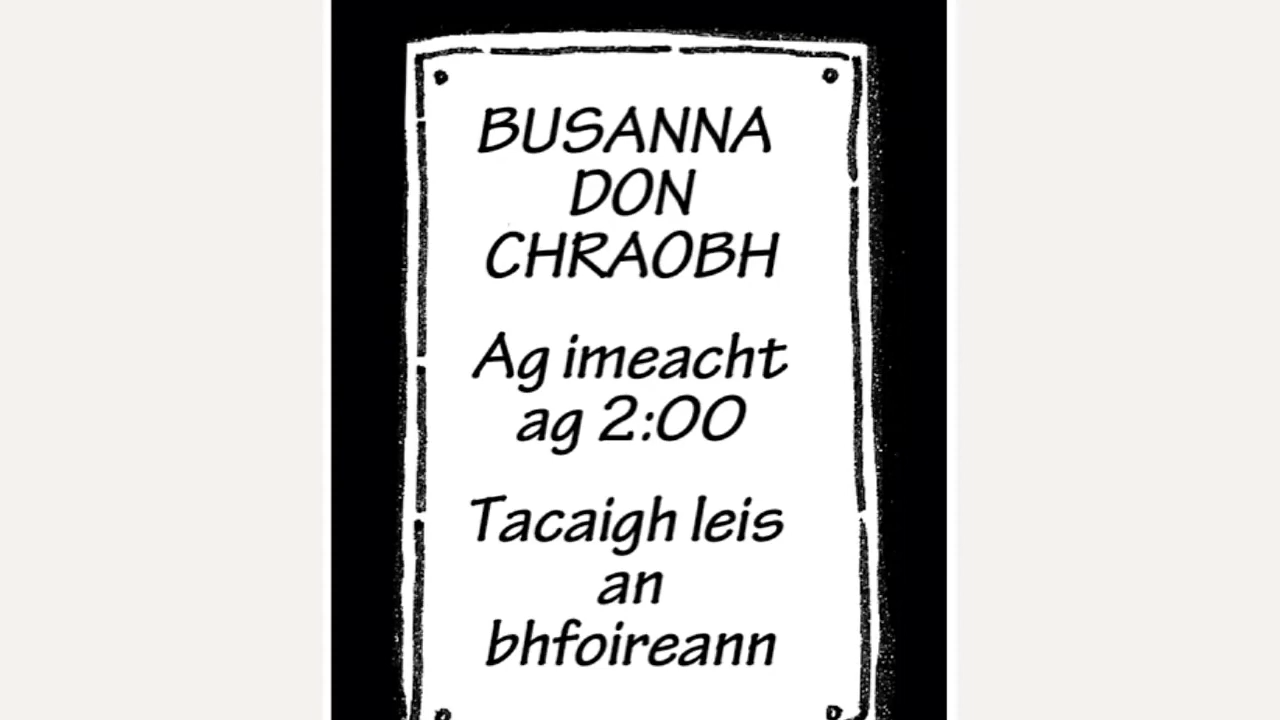 BUSANNA
DON
CHRAOBH
Ag imeacht
ag 2:00
Tacaigh leis
an
bhfoireann